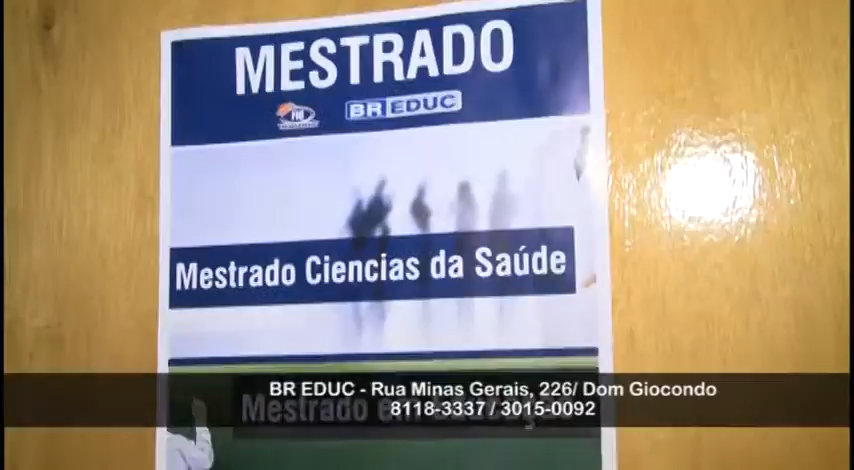 MESTRADO
BR EDUC
Mestrado Ciencias da Saúde
Mestrado
BR EDUC - Rua Minas Gerais, 226/ Dom Giocondo
8118-3337 / 3015-0092